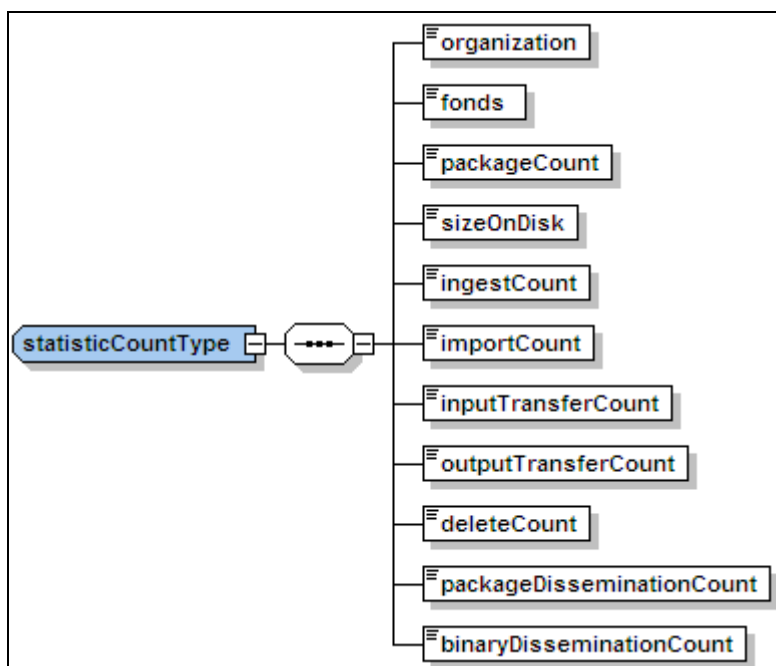 organization
fonds
packageCount
sizeOnDisk
ingestCount
statisticCountType
importCount
inputTransferCount
outputTransferCount
deleteCount
packageDisseminationCount
binaryDisseminationCount